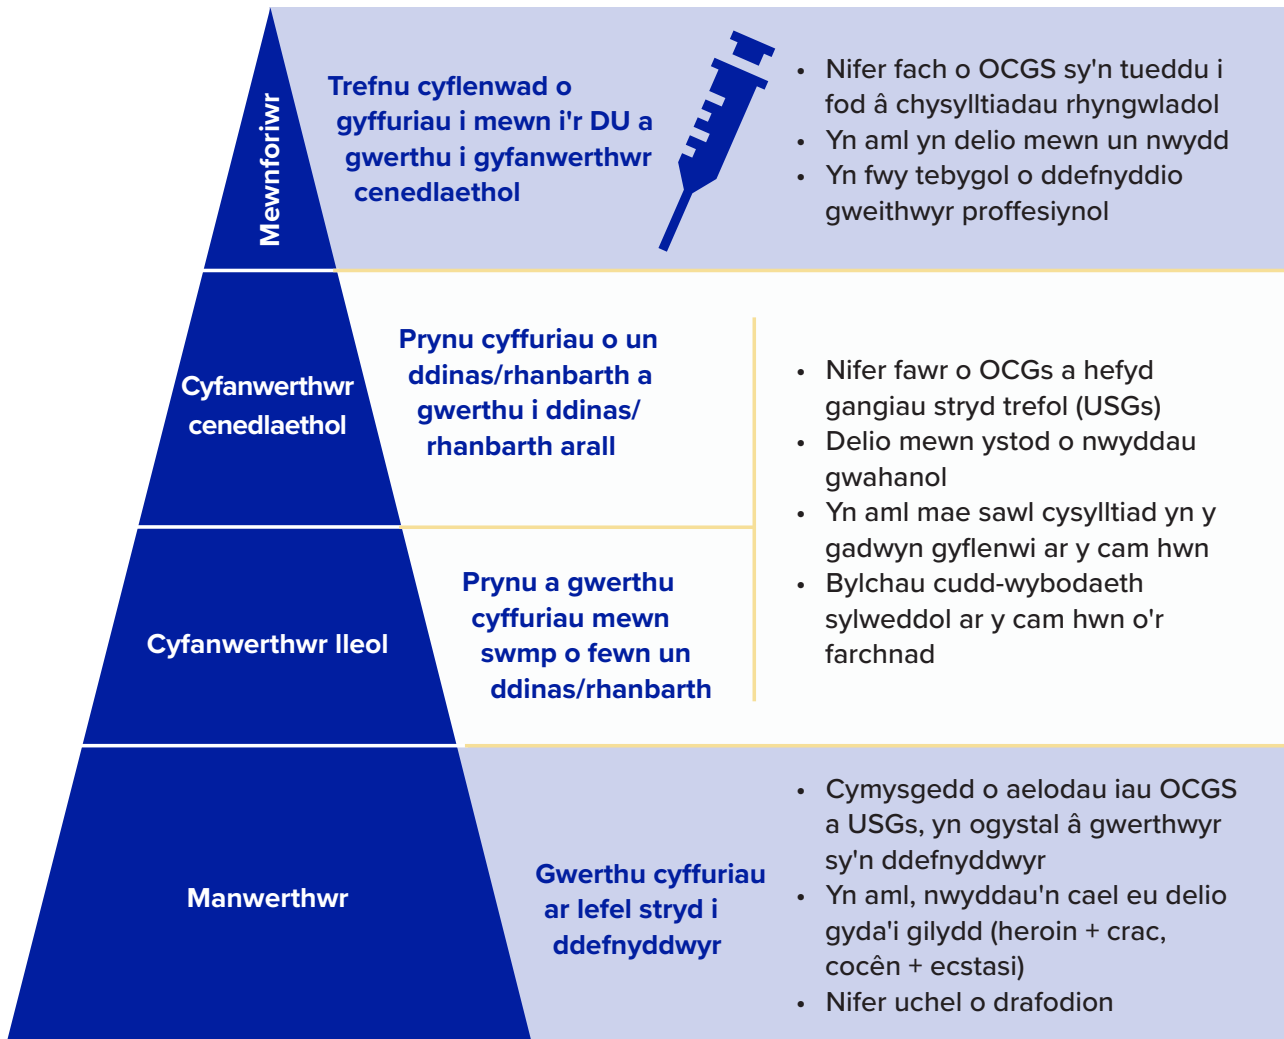 Mewnforiwr
Trefnu cyflenwad o
gyffuriau i mewn i'r DU a
gwerthu i gyfanwerthwr
cenedlaethol
• Nifer fach o OCGS sy'n tueddu i
fod â chysylltiadau rhyngwladol
• Yn aml yn delio mewn un nwydd
• Yn fwy tebygol o ddefnyddio
gweithwyr proffesiynol
Cyfanwerthwr
cenedlaethol
Prynu cyffuriau o un
ddinas/rhanbarth a
gwerthu i ddinas/
rhanbarth arall
Cyfanwerthwr lleol
Prynu a gwerthu
cyffuriau mewn
swmp o fewn un
ddinas/rhanbarth
• Nifer fawr o OCGs a hefyd
gangiau stryd trefol (USGs)
• Delio mewn ystod o nwyddau
gwahanol
• Yn aml mae sawl cysylltiad yn y
gadwyn gyflenwi ar y cam hwn
• Bylchau cudd-wybodaeth
sylweddol ar y cam hwn o'r
farchnad
Manwerthwr
Gwerthu cyffuriau
ar lefel stryd i
ddefnyddwyr
• Cymysgedd o aelodau iau OCGS
a USGs, yn ogystal â gwerthwyr
sy'n ddefnyddwyr
• Yn aml, nwyddau'n cael eu delio
gyda'i gilydd (heroin + crac,
cocên + ecstasi)
• Nifer uchel o drafodion